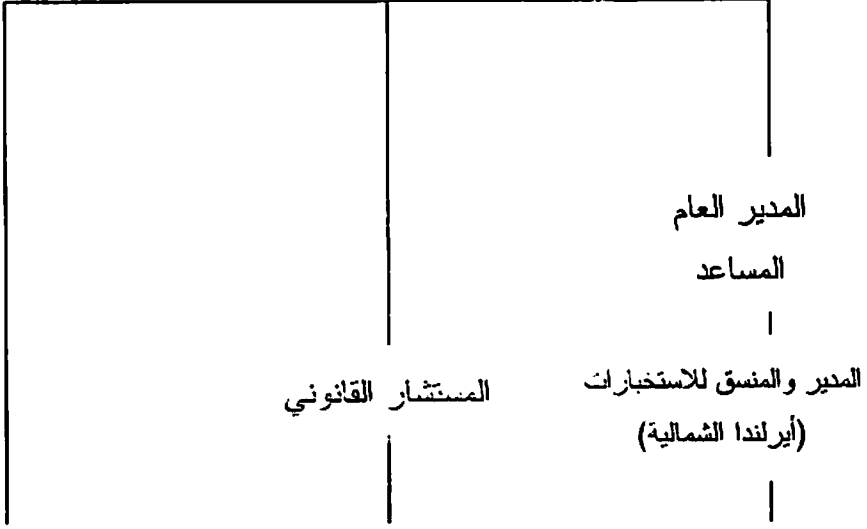 المدير العام
المساعد
المدير والمنسق للاستخبارات
(أيرلندا الشمالية)
المستشار القانوني